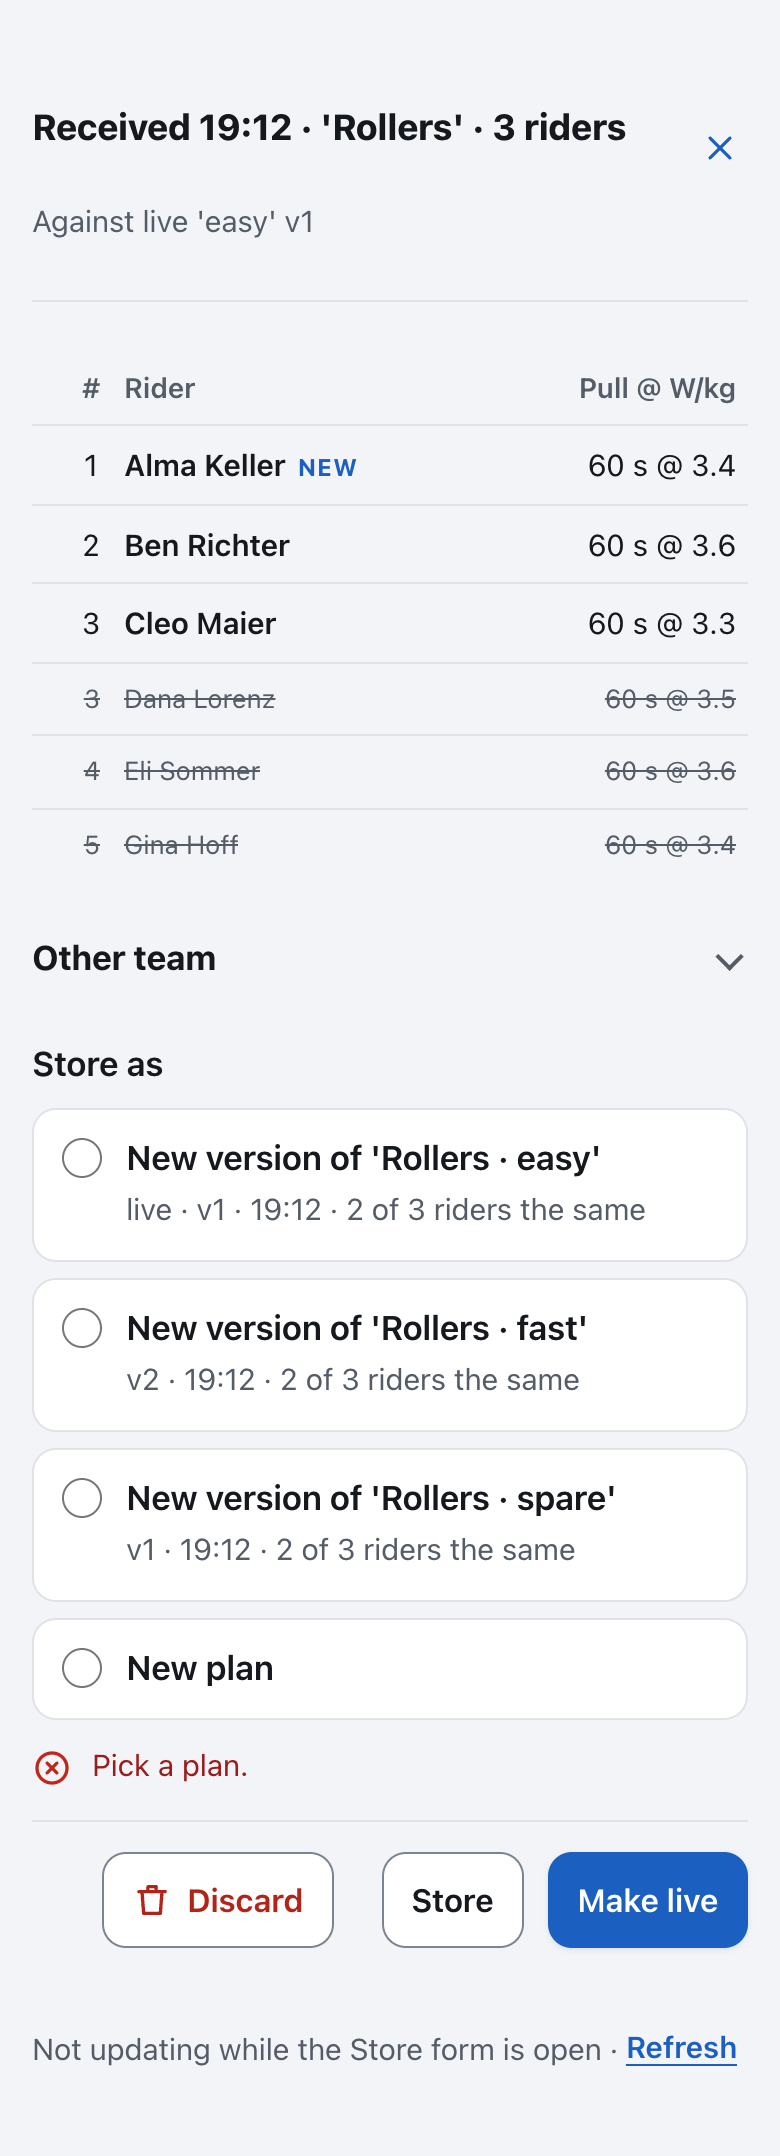 Received 19:12 · 'Rollers' · 3 riders
Against live 'easy' v1
# Rider Pull @ W/kg
1 Alma Keller NEW 60 s @ 3.4
2 Ben Richter 60 s @ 3.6
3 Cleo Maier 60 s @ 3.3
3 Dana Lorenz 60 s @ 3.5
4 Eli Sommer 60 s @ 3.6
5 Gina Hoff 60 s @ 3.4
Other team
Store as
New version of 'Rollers · easy'
live · v1 · 19:12 · 2 of 3 riders the same
New version of 'Rollers · fast'
v2 · 19:12 · 2 of 3 riders the same
New version of 'Rollers · spare'
v1 · 19:12 · 2 of 3 riders the same
New plan
Pick a plan.
Discard Store Make live
Not updating while the Store form is open · Refresh